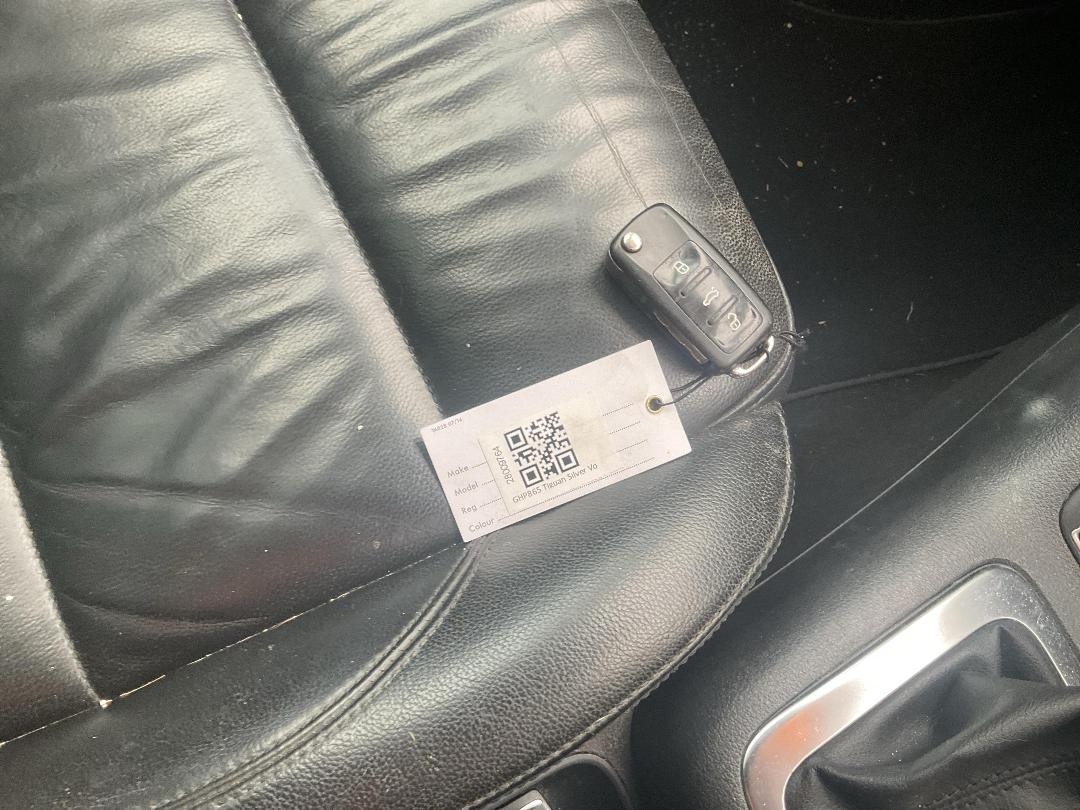 Make
Model
Reg
Colour
28009764
GHP865 Tiguan Silver Vo